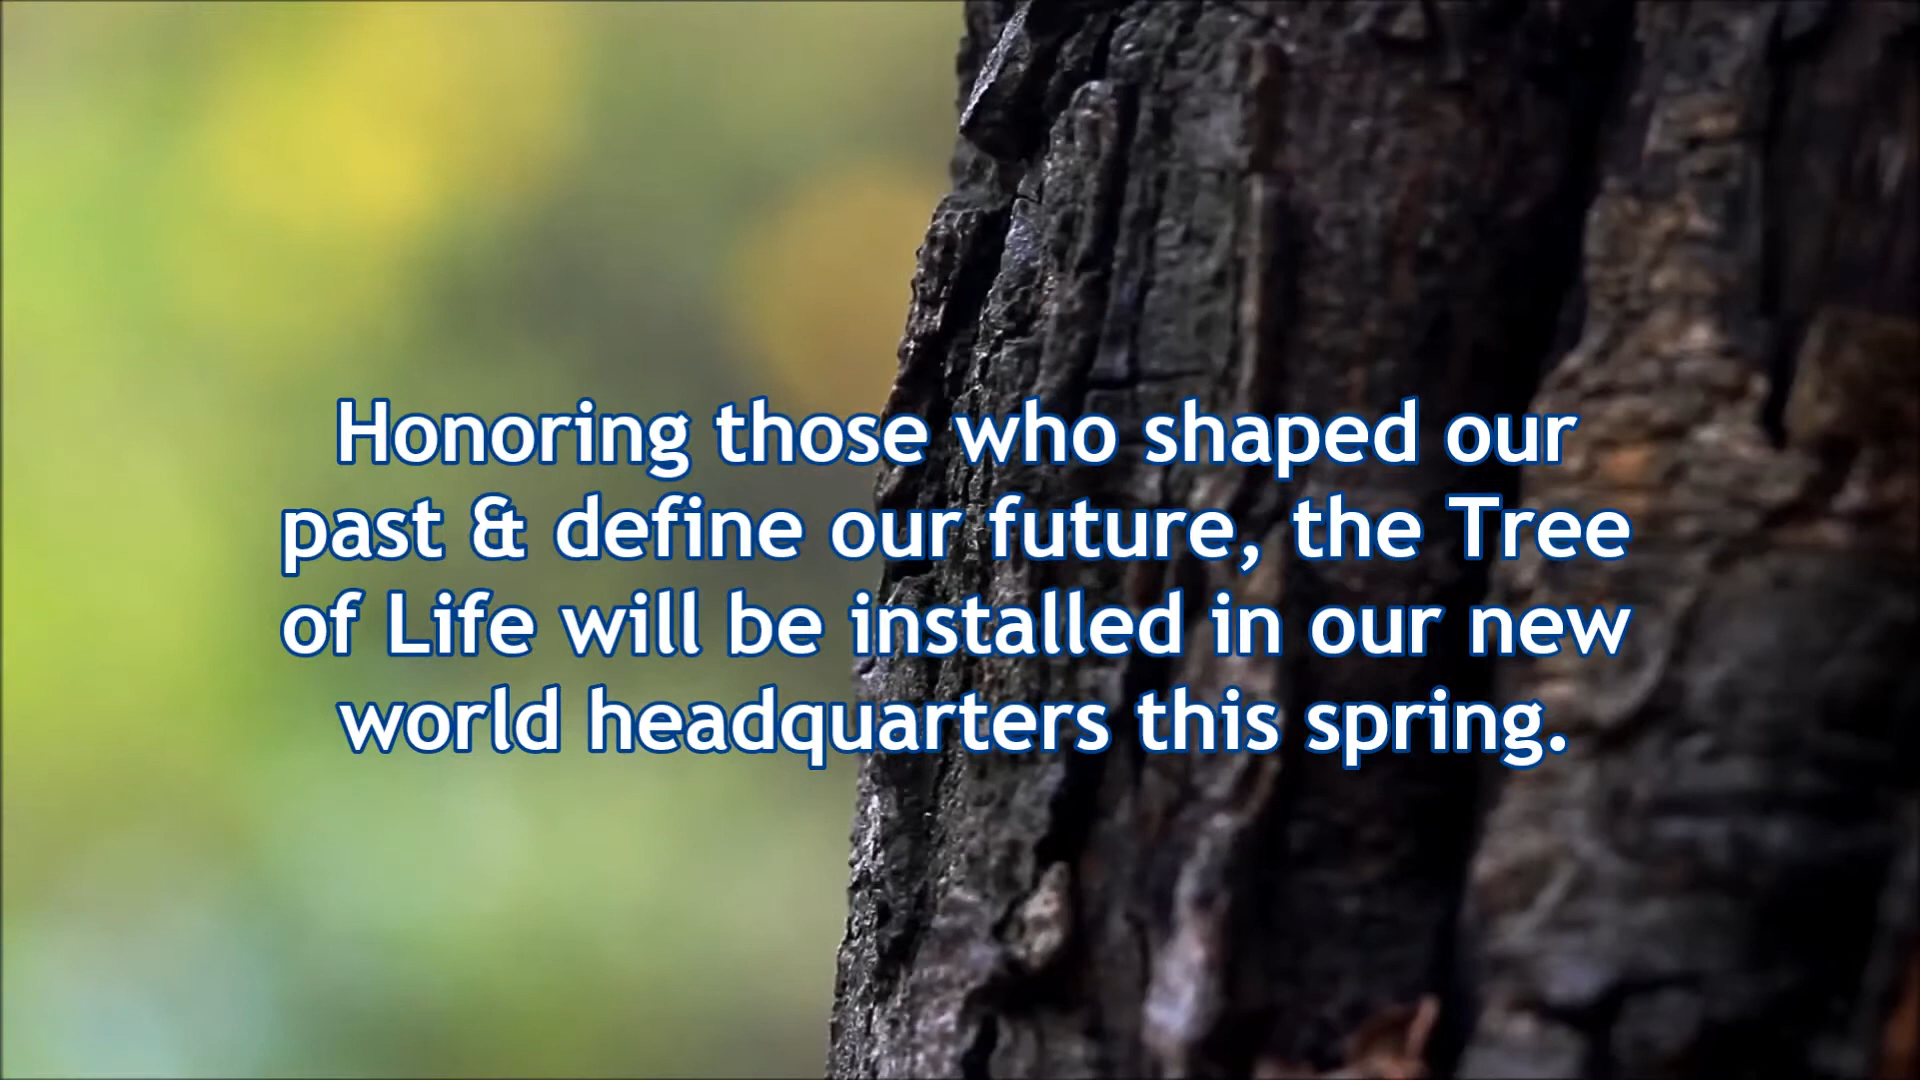 Honoring those who shaped our
past & define our future, the Tree
of Life will be installed in our new
world headquarters this spring.